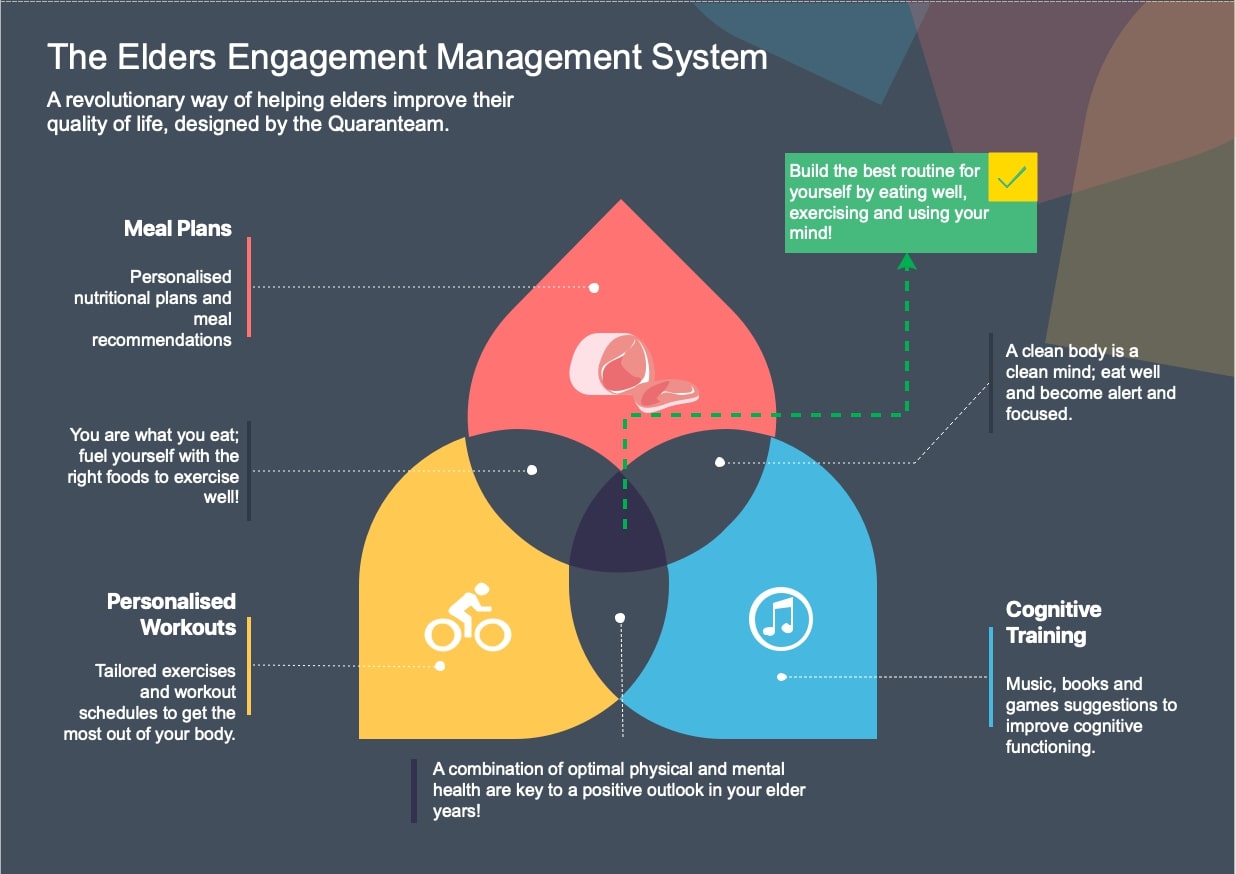 The Elders Engagement Management System
A revolutionary way of helping elders improve their
quality of life, designed by the Quaranteam.
Build the best routine for
yourself by eating well,
exercising and using your
mind!
Meal Plans
Personalised
nutritional plans and
meal
recommendations
A clean body is a
clean mind; eat well
and become alert and
focused.
You are what you eat;
fuel yourself with the
right foods to exercise
well!
Personalised
Workouts
Tailored exercises
and workout
schedules to get the
most out of your body.
Cognitive
Training
Music, books and
games suggestions to
improve cognitive
functioning.
A combination of optimal physical and mental
health are key to a positive outlook in your elder
years!